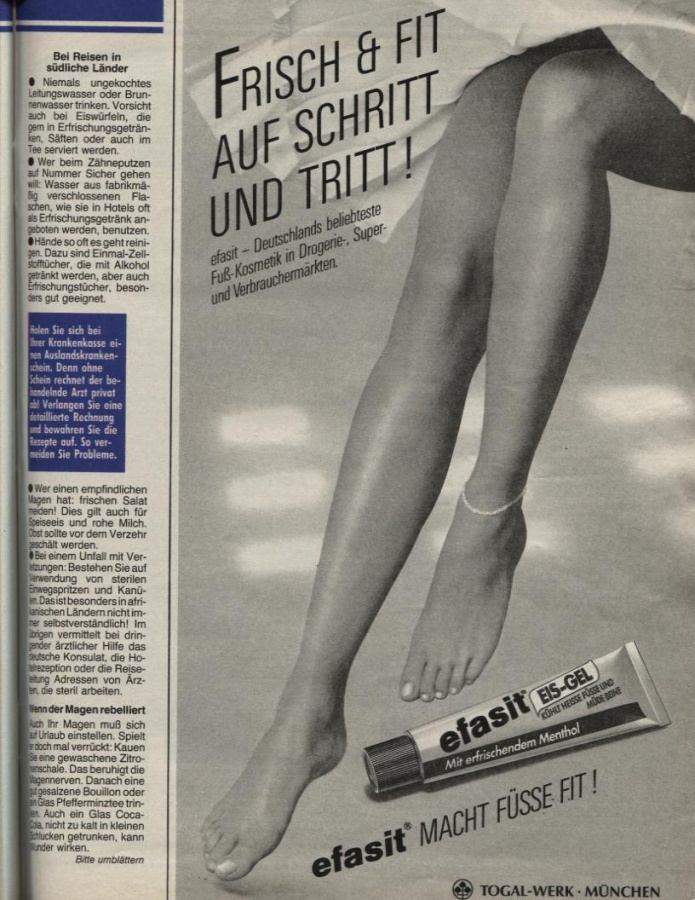 Bei Reisen in
südliche Länder
● Niemals ungekochtes
Leitungswasser oder Brun-
nenwasser trinken. Vorsicht
auch bei Eiswürfeln, die
gern in Erfrischungsgeträn-
ken, Säften oder auch im
Tee serviert werden.
● Wer beim Zähneputzen
auf Nummer Sicher gehen
will: Wasser aus fabrikmä-
ßig verschlossenen Fla-
schen, wie sie in Hotels oft
als Erfrischungsgetränk an-
geboten werden, benutzen.
● Hände so oft es geht reini-
gen. Dazu sind Einmal-Zell-
stofftücher, die mit Alkohol
getränkt werden, aber auch
Erfrischungstücher, beson-
ders gut geeignet.
Holen Sie sich bei
Ihrer Krankenkasse ei-
nen Auslandskranken-
schein. Denn ohne
Schein rechnet der be-
handelnde Arzt privat
ab! Verlangen Sie eine
detaillierte Rechnung
und bewahren Sie die
Rezepte auf. So ver-
meiden Sie Probleme.
● Wer einen empfindlichen
Magen hat: frischen Salat
meiden! Dies gilt auch für
Speiseeis und rohe Milch.
Obst sollte vor dem Verzehr
geschält werden.
● Bei einem Unfall mit Ver-
letzungen: Bestehen Sie auf
Verwendung von sterilen
Einwegspritzen und Kanü-
len. Das ist besonders in afri-
kanischen Ländern nicht im-
mer selbstverständlich! Im
übrigen vermittelt bei drin-
gender ärztlicher Hilfe das
deutsche Konsulat, die Ho-
telrezeption oder die Reise-
leitung Adressen von Ärz-
ten, die steril arbeiten.
Wenn der Magen rebelliert
Auch Ihr Magen muß sich
auf Urlaub einstellen. Spielt
er doch mal verrückt: Kauen
Sie eine gewaschene Zitro-
nenschale. Das beruhigt die
Magennerven. Danach eine
gut gesalzene Bouillon oder
ein Glas Pfefferminztee trin-
ken. Auch ein Glas Coca-
Cola, nicht zu kalt in kleinen
Schlucken getrunken, kann
Wunder wirken.
Bitte umblättern
FRISCH & FIT
AUF SCHRITT
UND TRITT!
efasit – Deutschlands beliebteste
Fuß-Kosmetik in Drogerie-, Super-
und Verbrauchermärkten.
efasit EIS-GEL
KÜHLT HEISSE FÜSSE UND
MÜDE BEINE
Mit erfrischendem Menthol
efasit® MACHT FÜSSE FIT!
TOGAL-WERK · MÜNCHEN